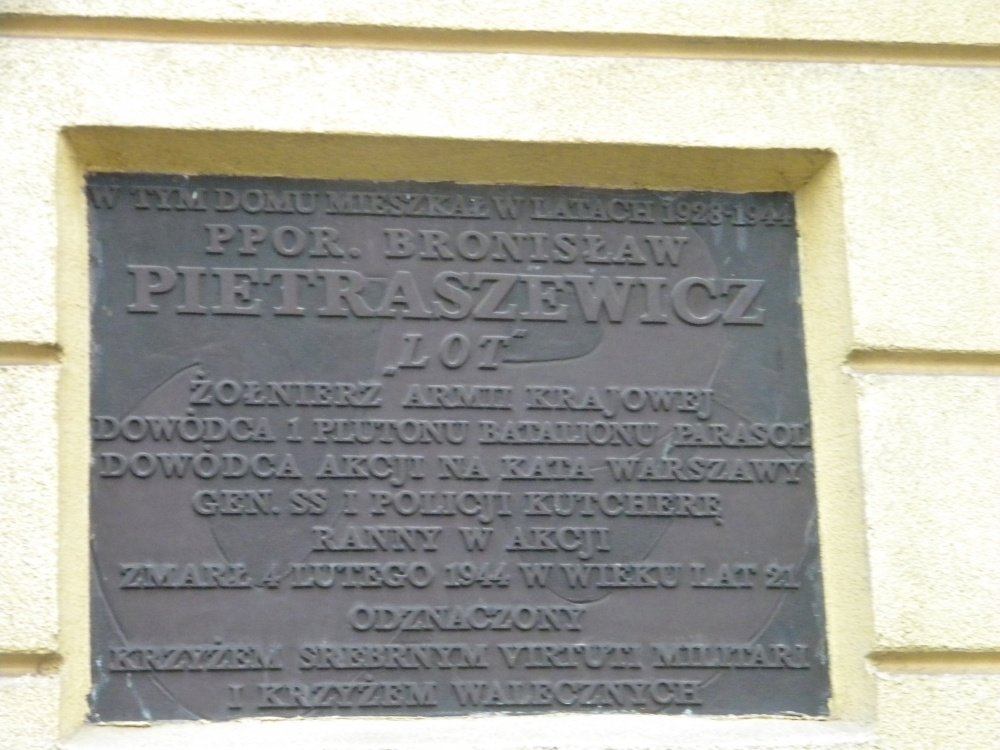 W TYM DOMU MIESZKAŁ W LATACH 1928-1944
PPOR. BRONISŁAW
PIETRASZEWICZ
„LOT"
ŻOŁNIERZ ARMII KRAJOWEJ
DOWÓDCA 1 PLUTONU BATALIONU PARASOL
DOWÓDCA AKCJI NA KATA WARSZAWY
GEN. SS I POLICJI KUTCHERĘ
RANNY W AKCJI
ZMARŁ 4 LUTEGO 1944 W WIEKU LAT 21
ODZNACZONY
KRZYŻEM SREBRNYM VIRTUTI MILITARI
I KRZYŻEM WALECZNYCH